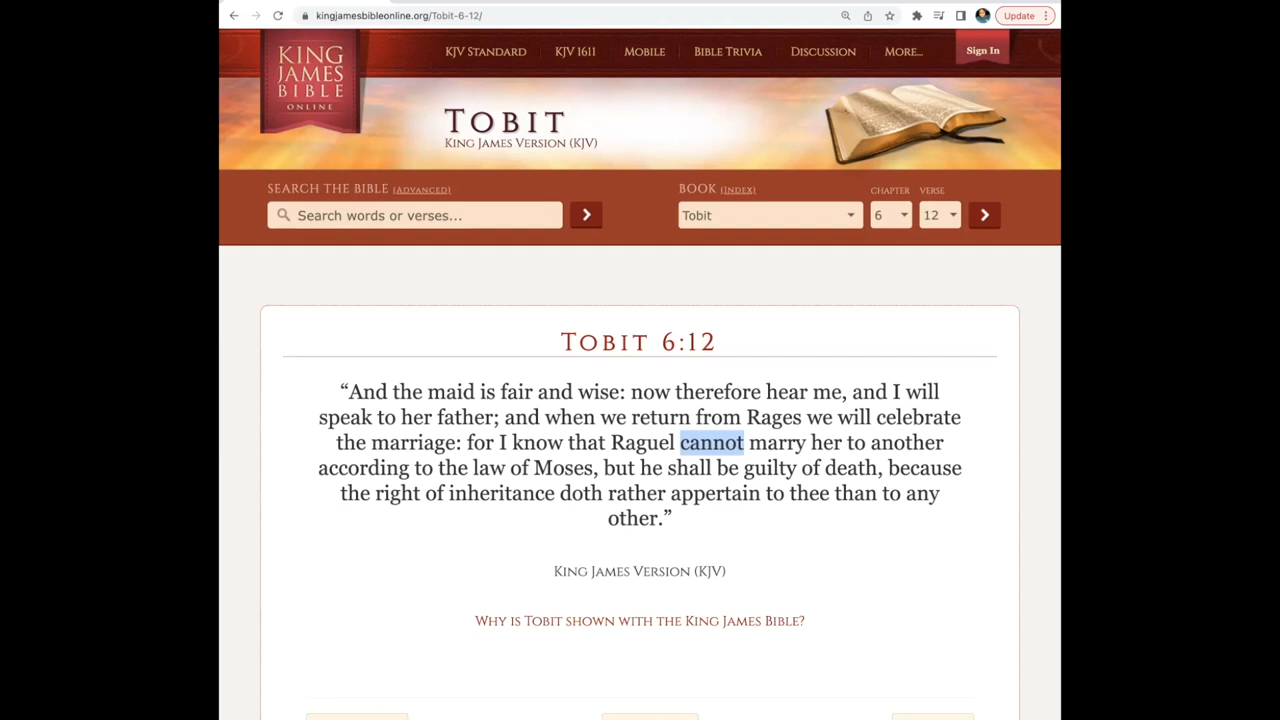 kingjamesbibleonline.org/Tobit-6-12/
Update
KING
JAMES
BIBLE
ONLINE
KJV STANDARD KJV 1611 MOBILE BIBLE TRIVIA DISCUSSION MORE... Sign In
TOBIT
KING JAMES VERSION (KJV)
SEARCH THE BIBLE (ADVANCED) BOOK (INDEX) CHAPTER VERSE
Search words or verses... Tobit 6 12
TOBIT 6:12
“And the maid is fair and wise: now therefore hear me, and I will
speak to her father; and when we return from Rages we will celebrate
the marriage: for I know that Raguel cannot marry her to another
according to the law of Moses, but he shall be guilty of death, because
the right of inheritance doth rather appertain to thee than to any
other.”
KING JAMES VERSION (KJV)
WHY IS TOBIT SHOWN WITH THE KING JAMES BIBLE?